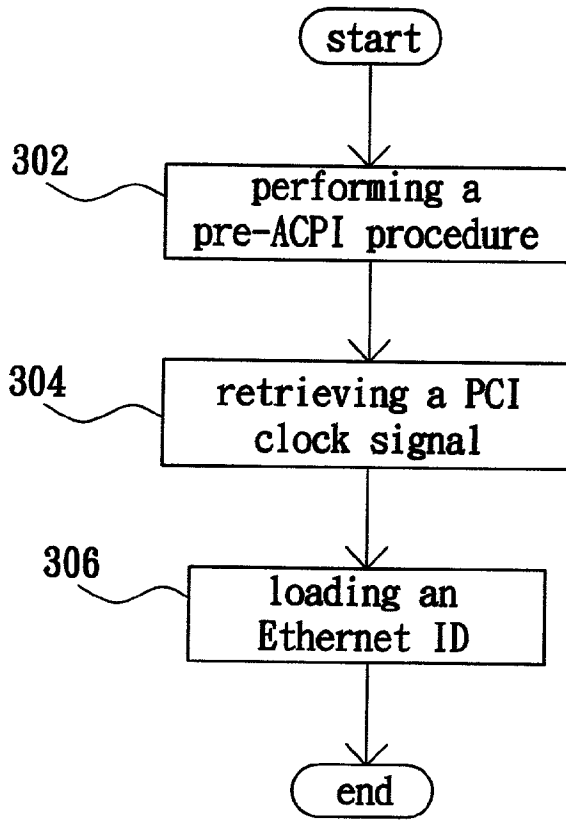 start
302
performing a
pre-ACPI procedure
304
retrieving a PCI
clock signal
306
loading an
Ethernet ID
end